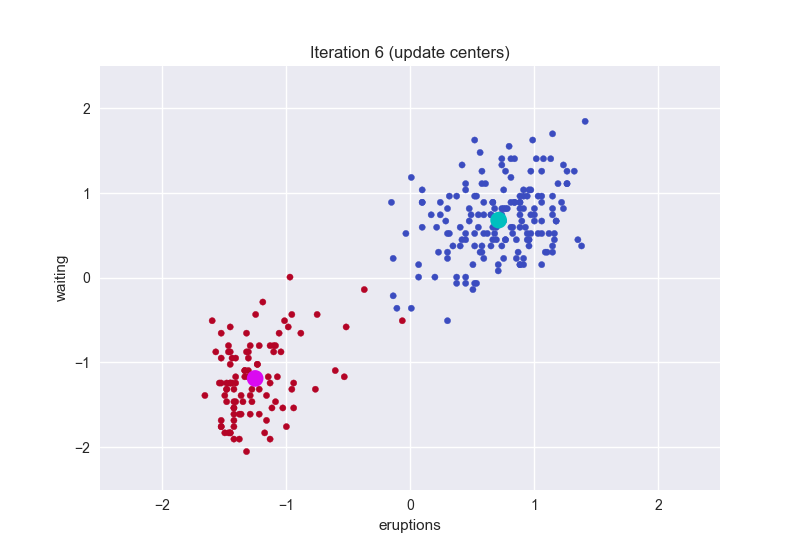 Iteration 6 (update centers)
2
1
0
−1
−2
waiting
−2 −1 0 1 2
eruptions